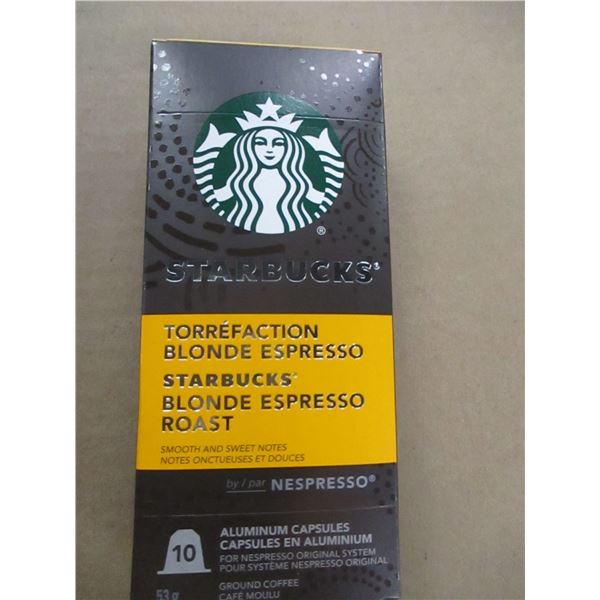 ®
STARBUCKS®
TORRÉFACTION
BLONDE ESPRESSO
STARBUCKS®
BLONDE ESPRESSO
ROAST
SMOOTH AND SWEET NOTES
NOTES ONCTUEUSES ET DOUCES
by / par NESPRESSO®
10
ALUMINUM CAPSULES
CAPSULES EN ALUMINIUM
FOR NESPRESSO ORIGINAL SYSTEM
POUR SYSTÈME NESPRESSO ORIGINAL
53 g
GROUND COFFEE
CAFÉ MOULU